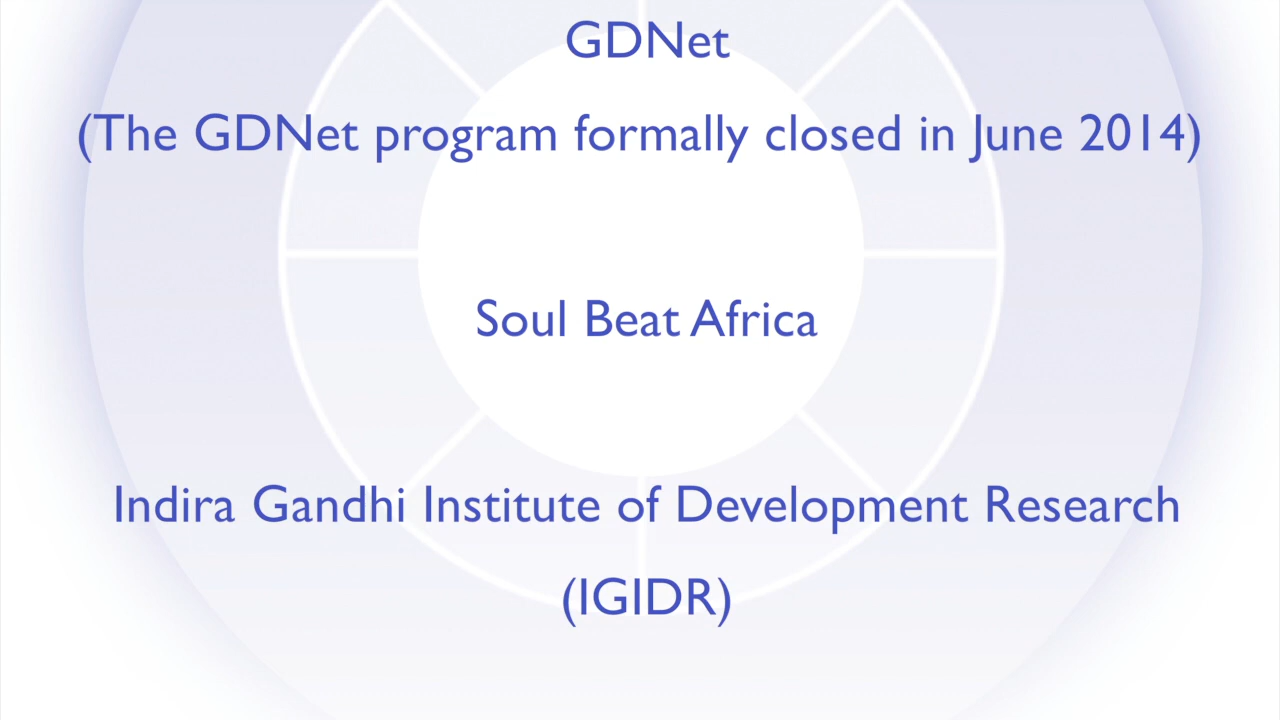 GDNet
(The GDNet program formally closed in June 2014)
Soul Beat Africa
Indira Gandhi Institute of Development Research
(IGIDR)